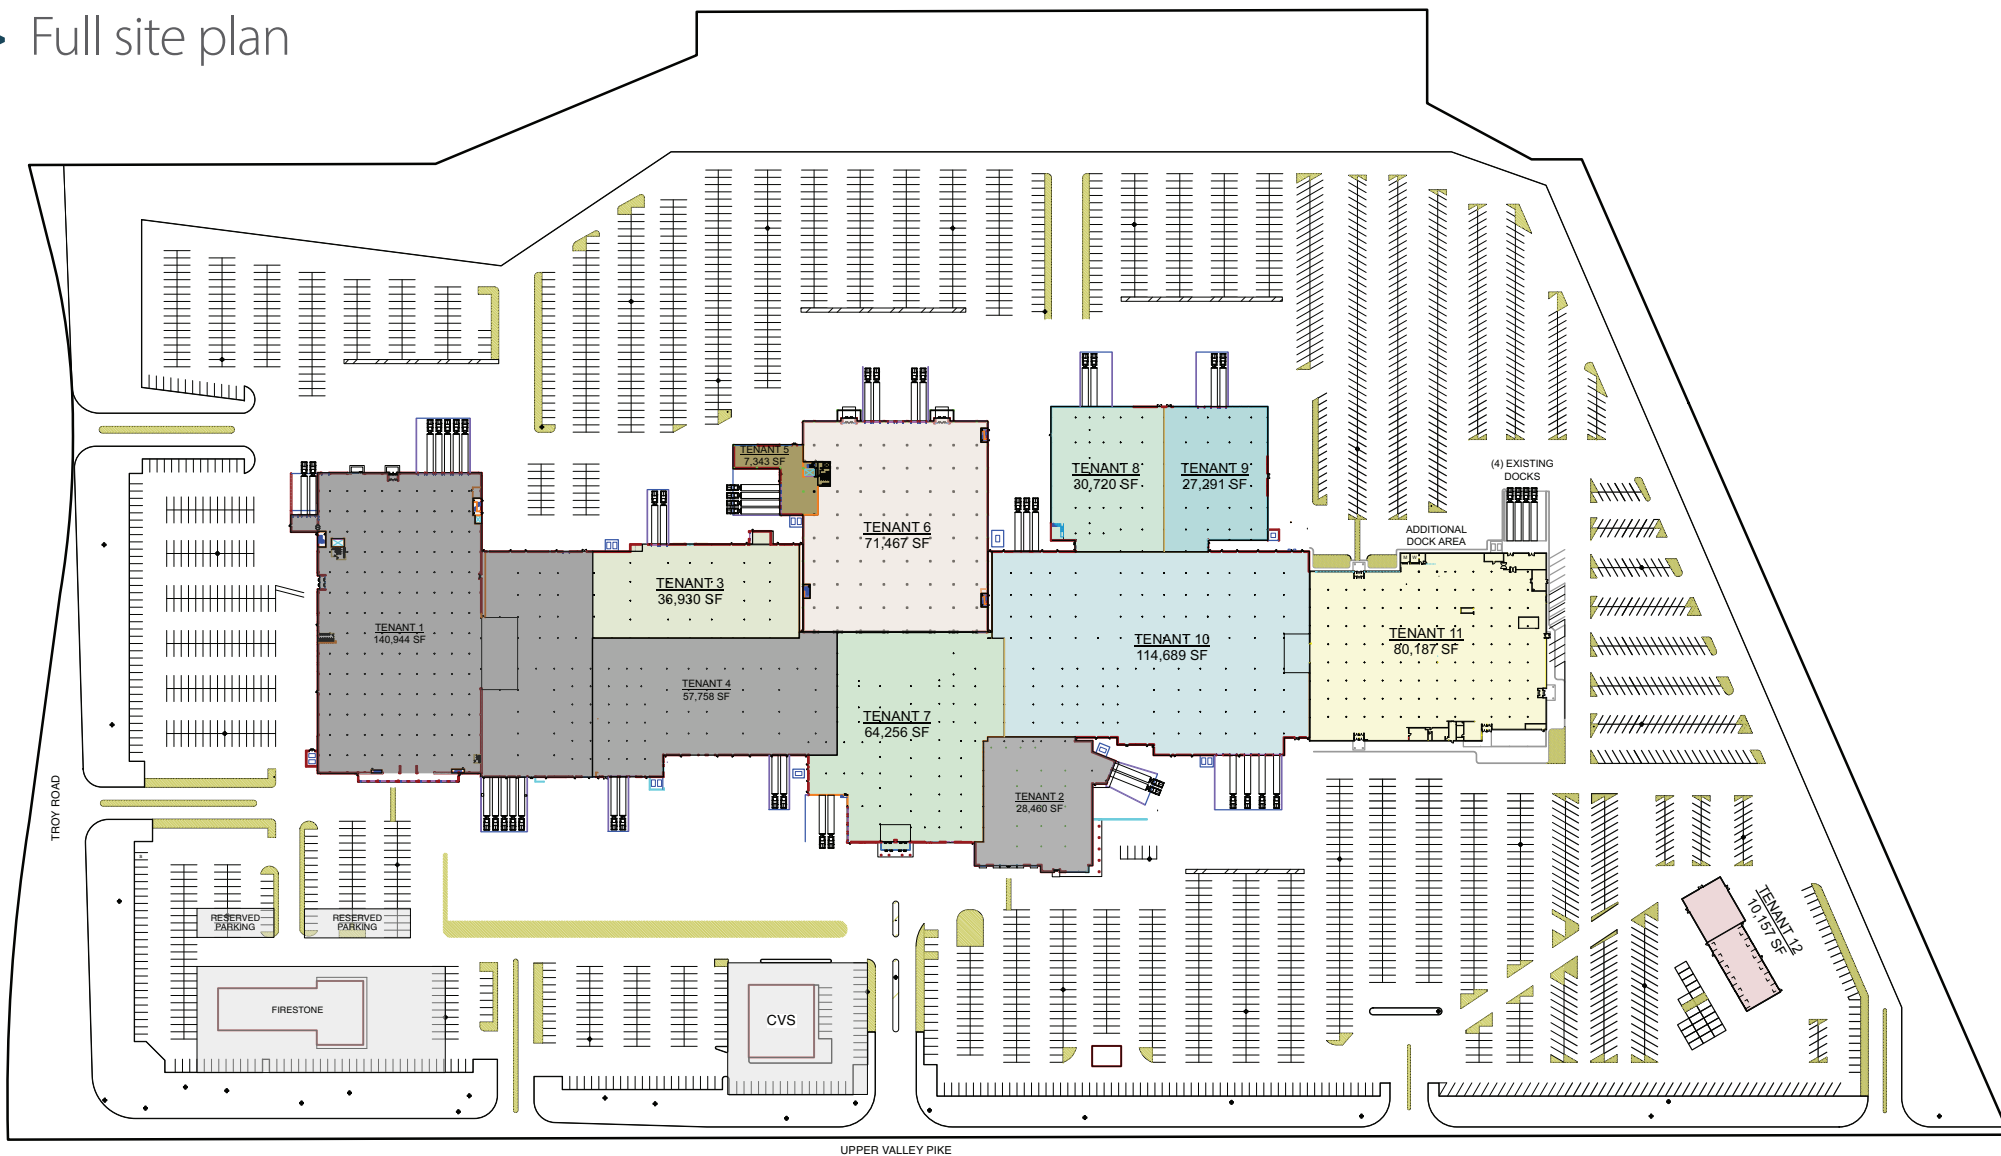 Full site plan
(4) EXISTING
DOCKS
ADDITIONAL
DOCK AREA
TENANT 5
7,343 SF
TENANT 8
30,720 SF
TENANT 9
27,291 SF
TENANT 6
71,467 SF
TENANT 3
36,930 SF
TENANT 1
140,944 SF
TENANT 10
114,689 SF
TENANT 11
80,187 SF
TENANT 4
57,758 SF
TENANT 7
64,256 SF
TENANT 2
28,460 SF
TROY ROAD
RESERVED
PARKING
RESERVED
PARKING
TENANT 12
10,157 SF
FIRESTONE
CVS
UPPER VALLEY PIKE